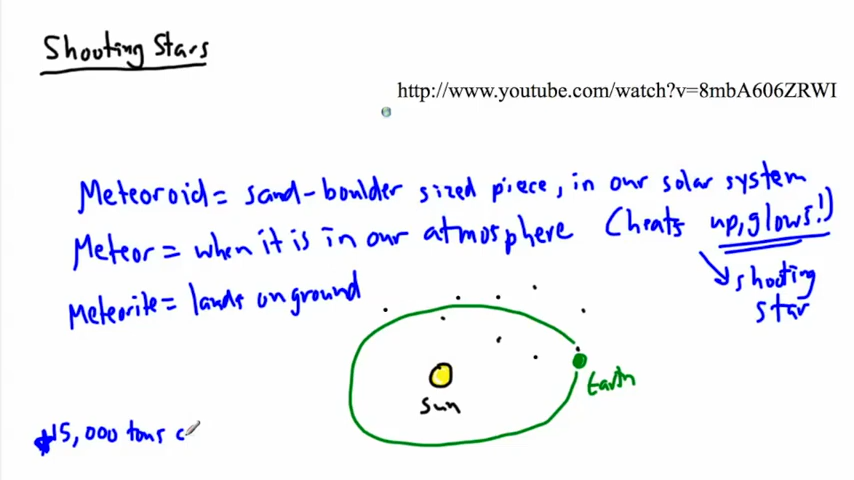 Shooting Stars
http://www.youtube.com/watch?v=8mbA606ZRWI
Meteoroid = sand-boulder sized piece, in our solar system
Meteor = when it is in our atmosphere (heats up, glows!)
shooting
star
Meteorite = lands on ground
Earth
Sun
15,000 tons